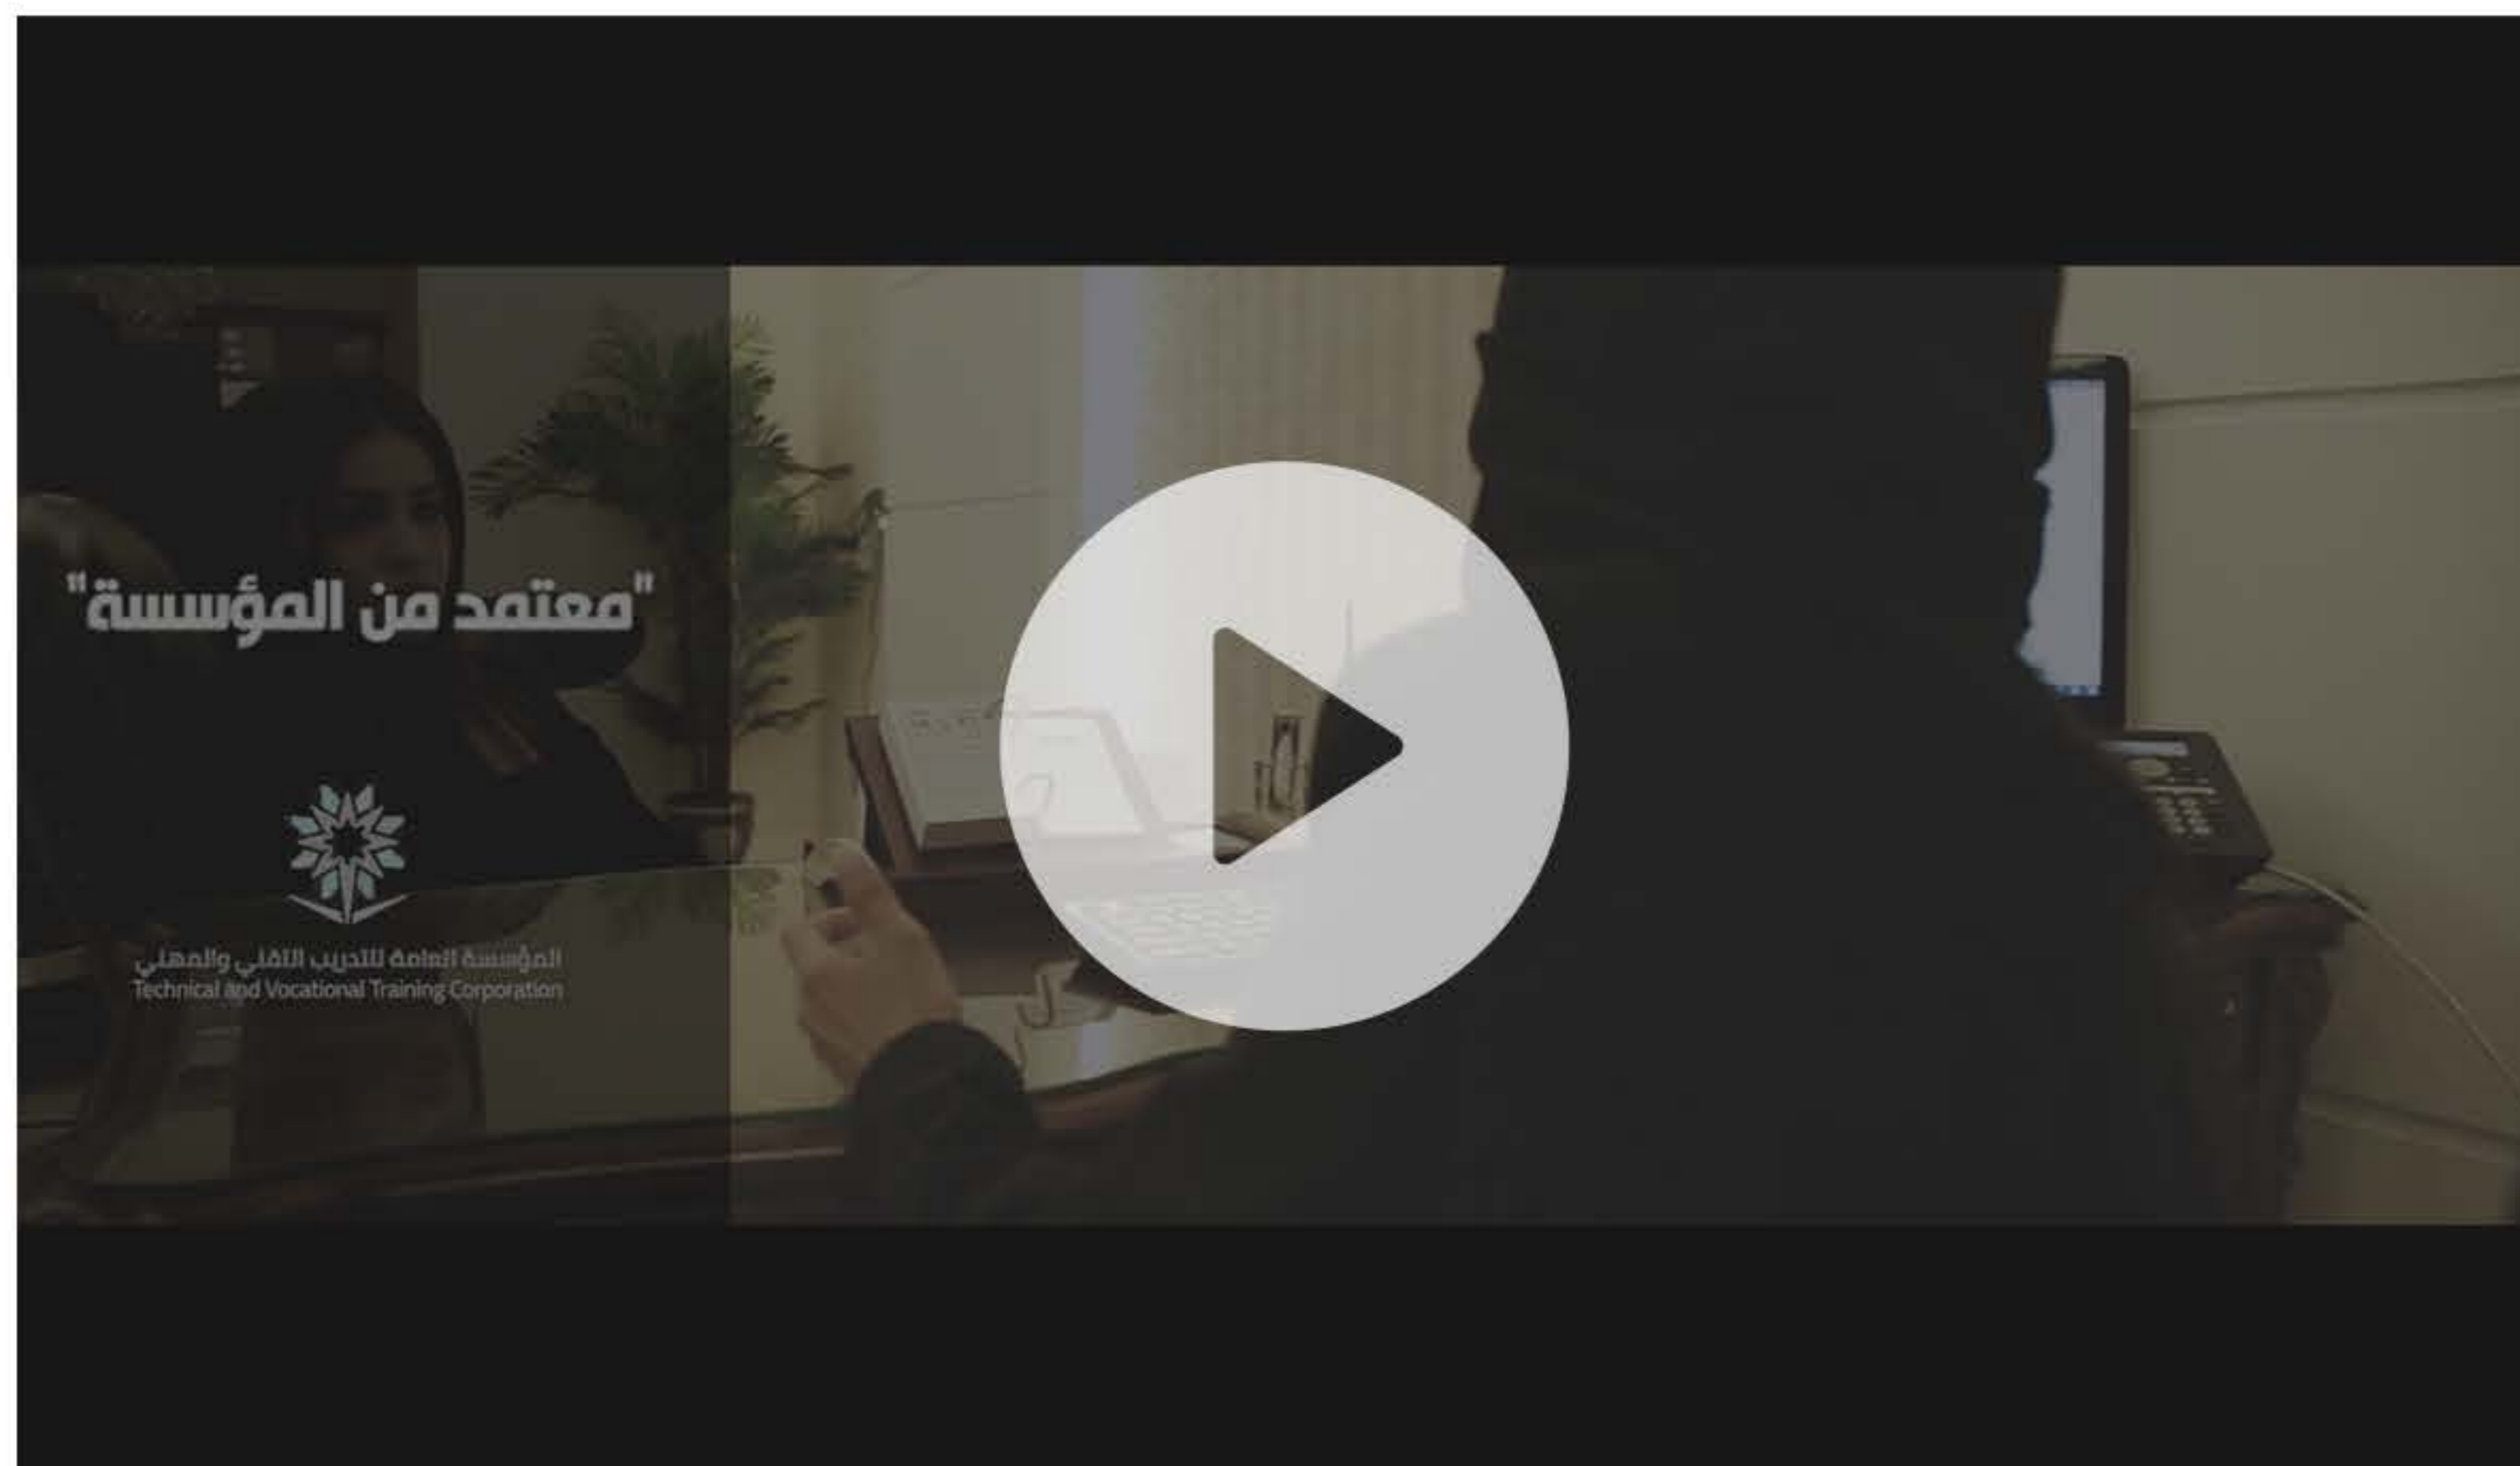 "معتمد من المؤسسة"
المؤسسة العامة للتدريب التقني والمهني
Technical and Vocational Training Corporation